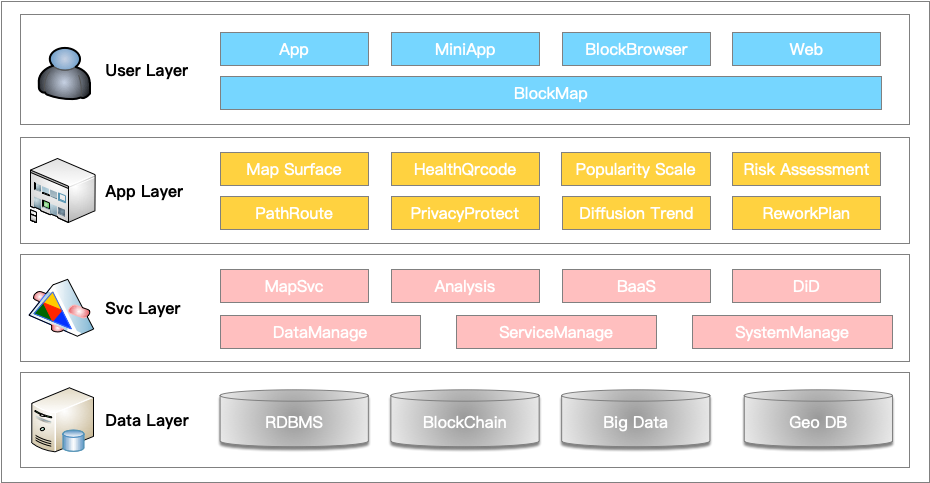 User Layer
App
MiniApp
BlockBrowser
Web
BlockMap
App Layer
Map Surface
HealthQrcode
Popularity Scale
Risk Assessment
PathRoute
PrivacyProtect
Diffusion Trend
ReworkPlan
Svc Layer
MapSvc
Analysis
BaaS
DID
DataManage
ServiceManage
SystemManage
Data Layer
RDBMS
BlockChain
Big Data
Geo DB